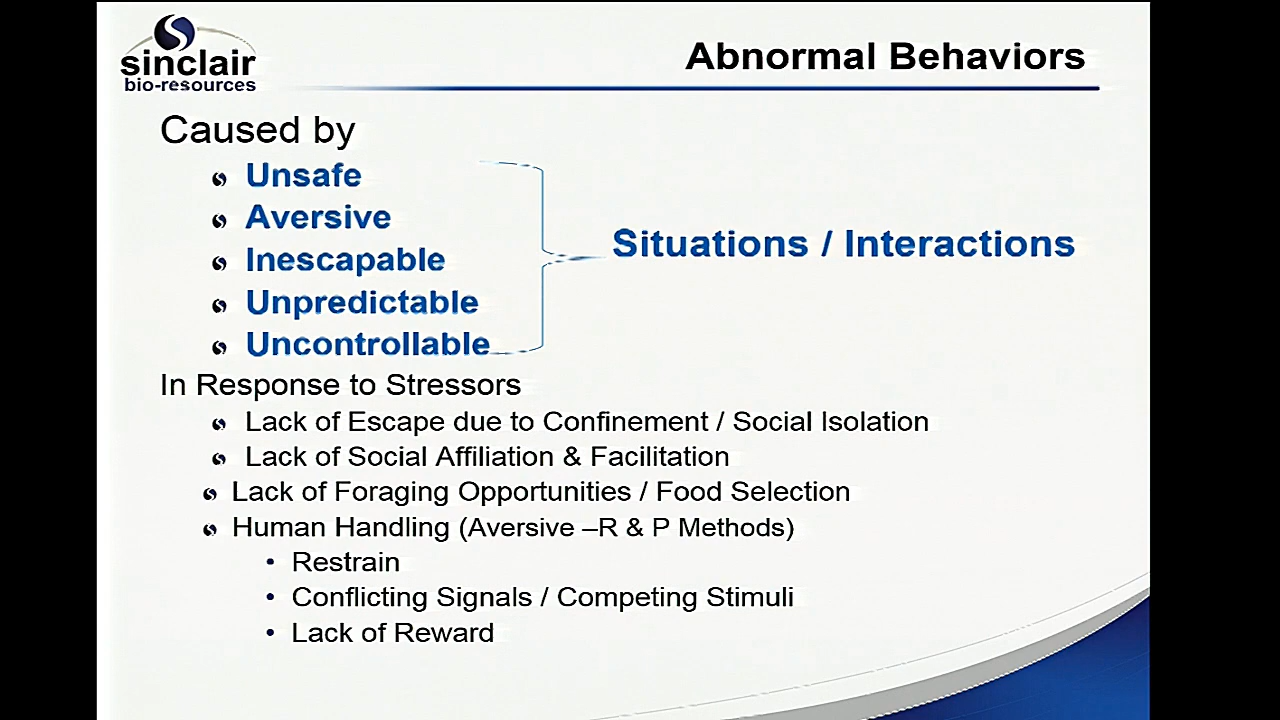 sinclair
bio-resources
Abnormal Behaviors
Caused by
Unsafe
Aversive
Inescapable
Unpredictable
Uncontrollable
Situations / Interactions
In Response to Stressors
Lack of Escape due to Confinement / Social Isolation
Lack of Social Affiliation & Facilitation
Lack of Foraging Opportunities / Food Selection
Human Handling (Aversive –R & P Methods)
• Restrain
• Conflicting Signals / Competing Stimuli
• Lack of Reward